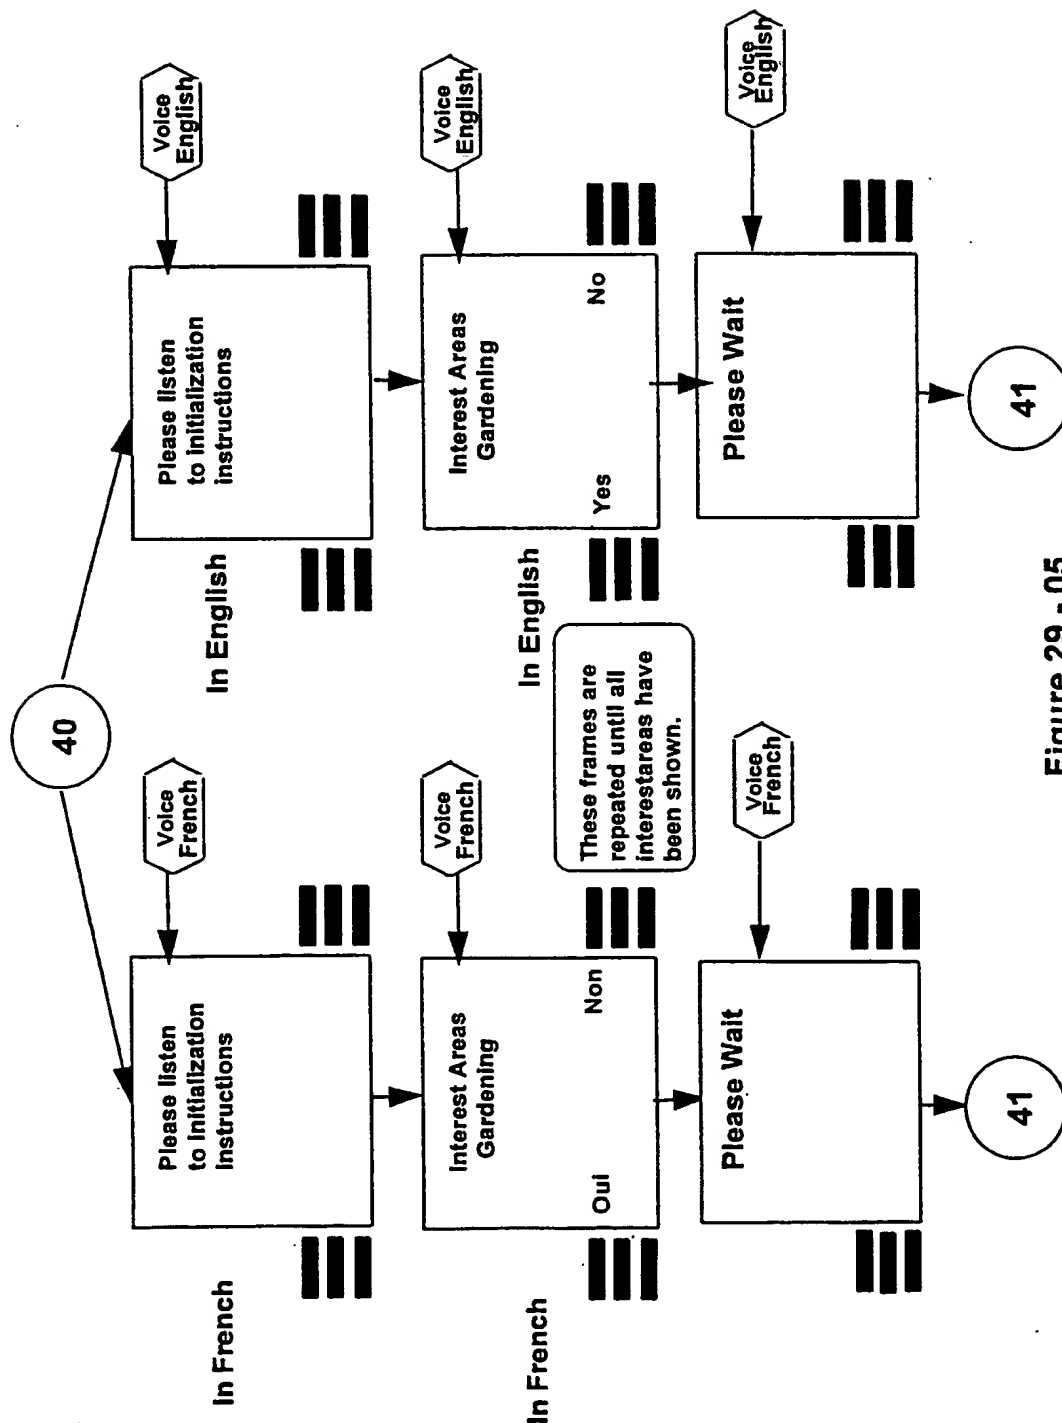 40
In French
Please listen
to initialization
instructions
Voice
French
In English
Please listen
to initialization
instructions
Voice
English
In French
Interest Areas
Gardening
Oui
Non
Voice
French
These frames are
repeated until all
interestareas have
been shown.
In English
Interest Areas
Gardening
Yes
No
Voice
English
Please Wait
Voice
French
Please Wait
Voice
English
41
41
Figure 29 - 05